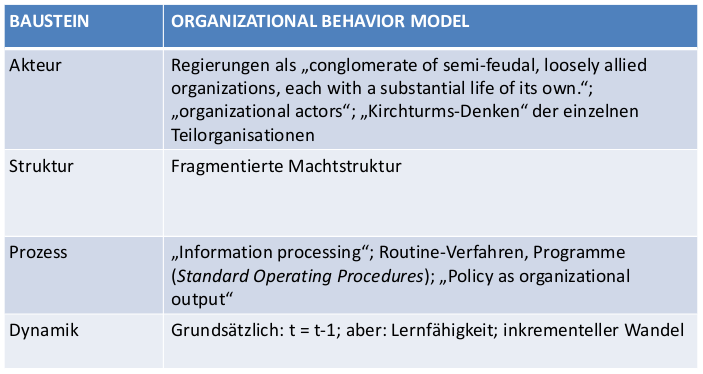 BAUSTEIN
ORGANIZATIONAL BEHAVIOR MODEL
Akteur
Regierungen als „conglomerate of semi-feudal, loosely allied
organizations, each with a substantial life of its own.“;
„organizational actors“; „Kirchturms-Denken“ der einzelnen
Teilorganisationen
Struktur
Fragmentierte Machtstruktur
Prozess
„Information processing“; Routine-Verfahren, Programme
(Standard Operating Procedures); „Policy as organizational
output“
Dynamik
Grundsätzlich: t = t-1; aber: Lernfähigkeit; inkrementeller Wandel